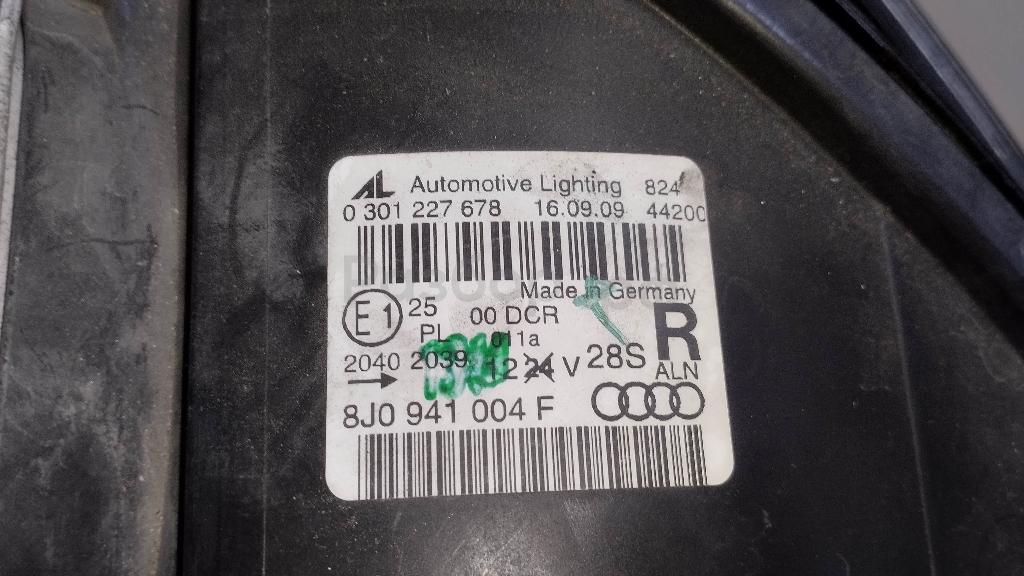 AL Automotive Lighting 824
0 301 227 678 16.09.09 44200
Made in Germany
E1 25 00 DCR R
PL 011a
2040 2039 12 24 V 28S ALN
8J0 941 004 F